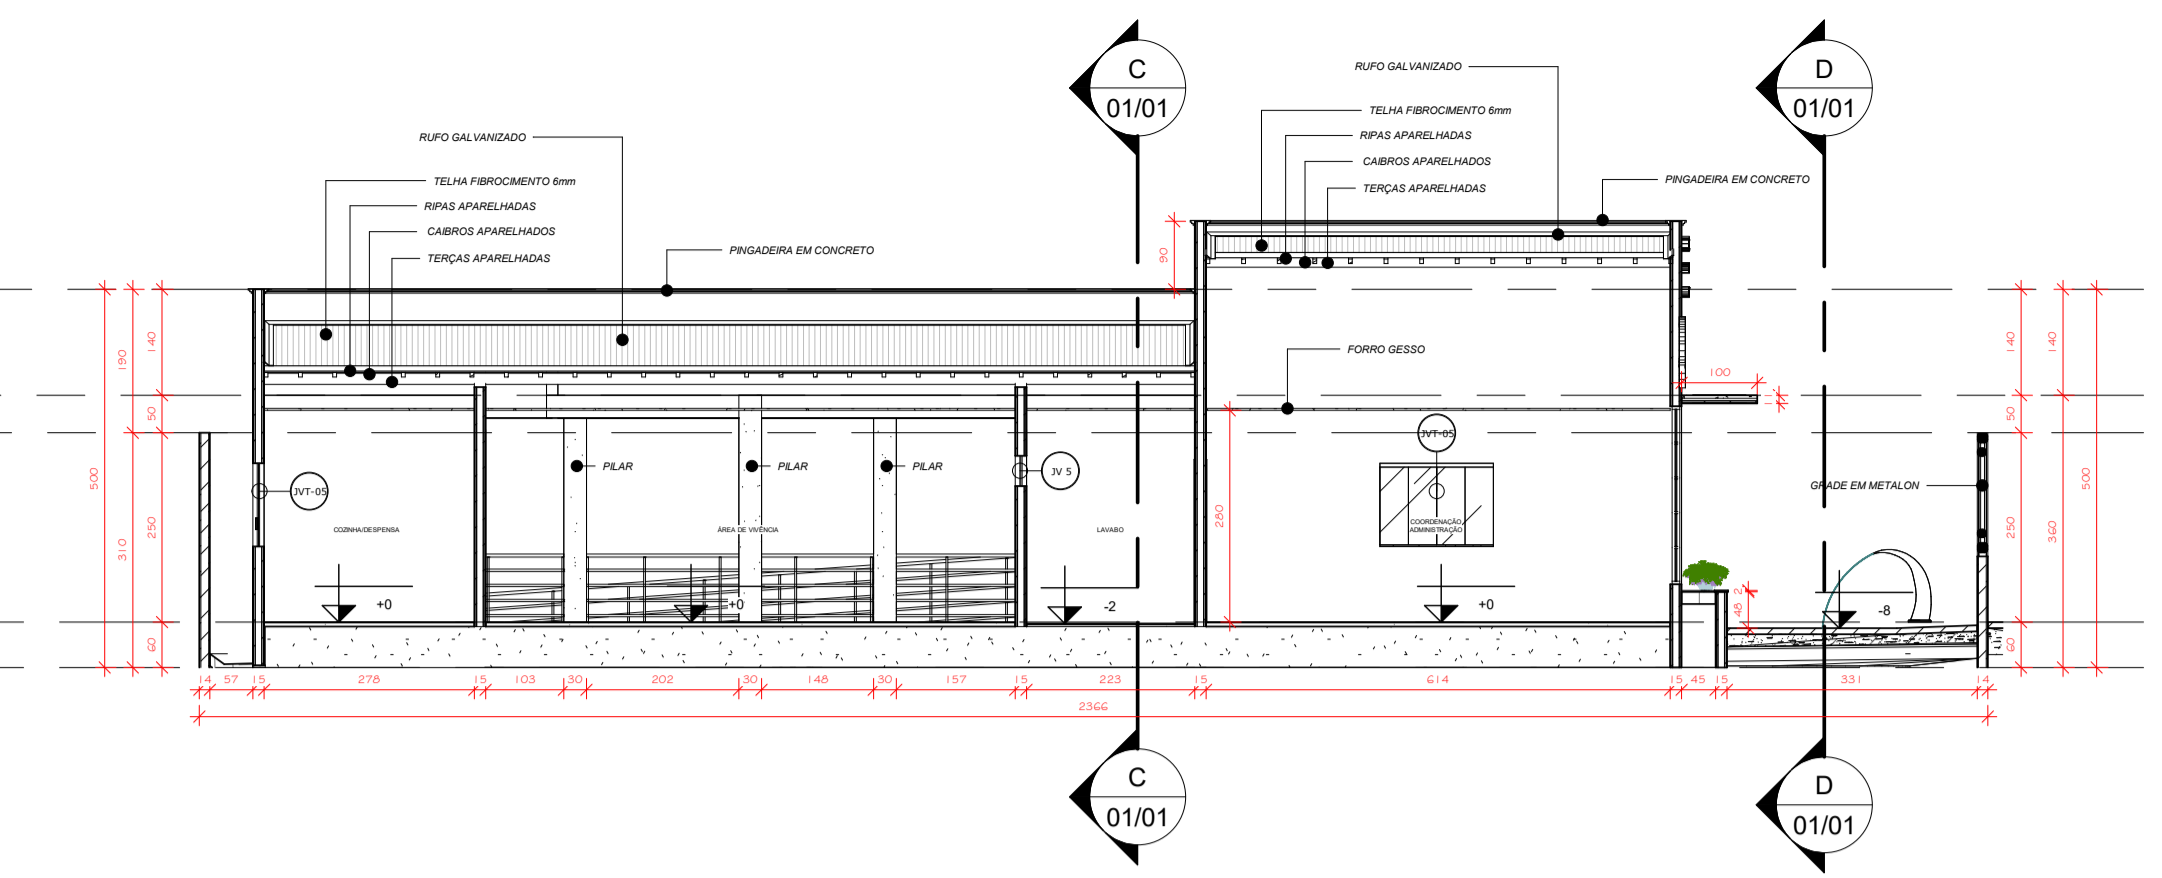 C
01/01
D
01/01
RUFO GALVANIZADO
TELHA FIBROCIMENTO 6mm
RIPAS APARELHADAS
CAIBROS APARELHADOS
TERÇAS APARELHADAS
PINGADEIRA EM CONCRETO
RUFO GALVANIZADO
TELHA FIBROCIMENTO 6mm
RIPAS APARELHADAS
CAIBROS APARELHADOS
TERÇAS APARELHADAS
PINGADEIRA EM CONCRETO
90
FORRO GESSO
100
500
190
310
140
50
250
60
JVT-05
COZINHA/DESPENSA
+0
PILAR
PILAR
PILAR
ÁREA DE VIVÊNCIA
+0
JV 5
LAVABO
-2
280
JVT-05
COORDENAÇÃO
ADMINISTRAÇÃO
+0
GRADE EM METALON
2
48
-8
140
50
250
60
140
360
500
14 57 15 278 15 103 30 202 30 148 30 157 15 223 15 614 15 45 15 331 14
2366
C
01/01
D
01/01